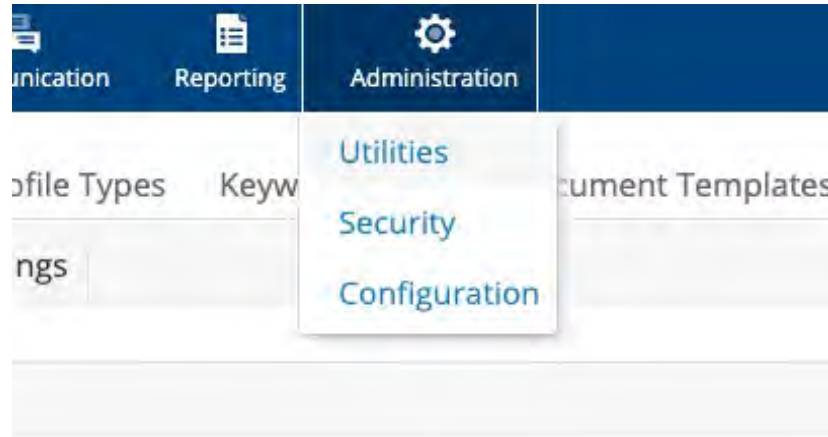 unication Reporting Administration
Utilities
ofile Types Keyw cument Templates
Security
ngs
Configuration